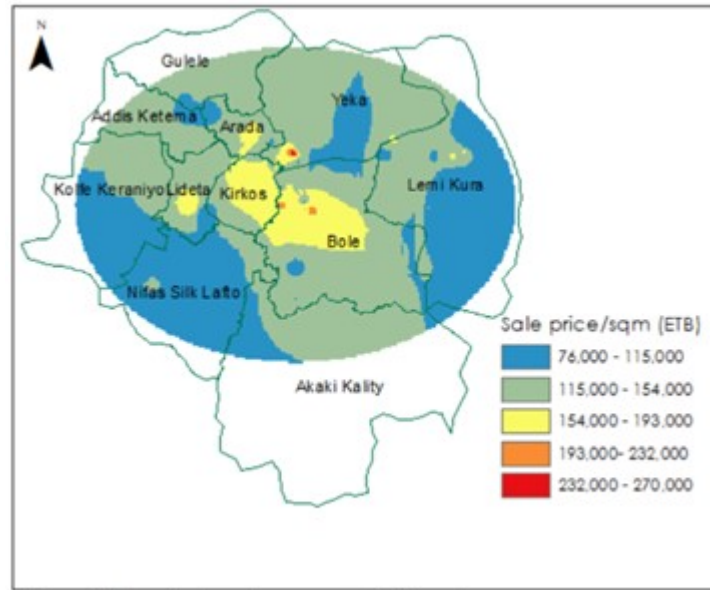 N
Gulele
Yeka
Addis Ketema
Arada
Kolfe Keraniyo
Lideta
Kirkos
Lemi Kura
Bole
Nifas Silk Lafto
Akaki Kality
Sale price/sqm (ETB)
76,000 - 115,000
115,000 - 154,000
154,000 - 193,000
193,000- 232,000
232,000 - 270,000